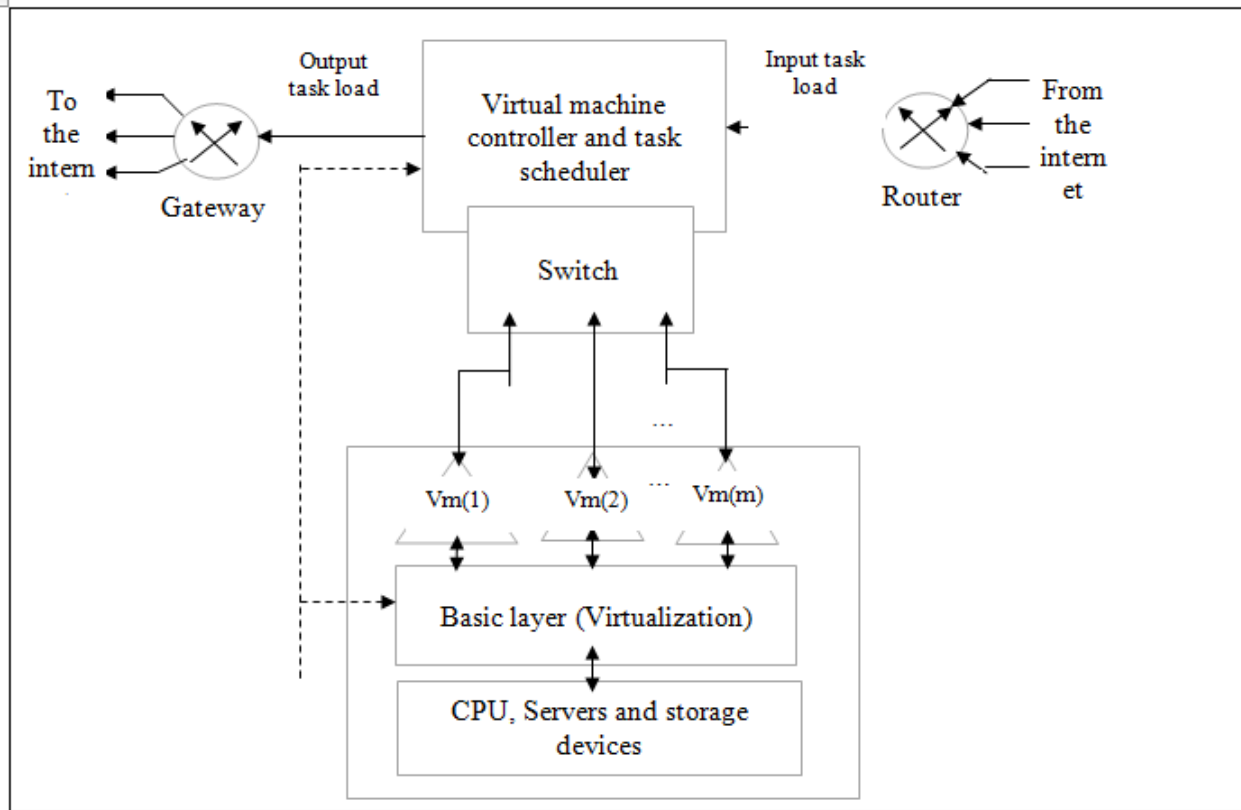 To
the
intern
Gateway
Output
task load
Virtual machine
controller and task
scheduler
Input task
load
Router
From
the
intern
et
Switch
...
Vm(1)
Vm(2)
...
Vm(m)
Basic layer (Virtualization)
CPU, Servers and storage
devices